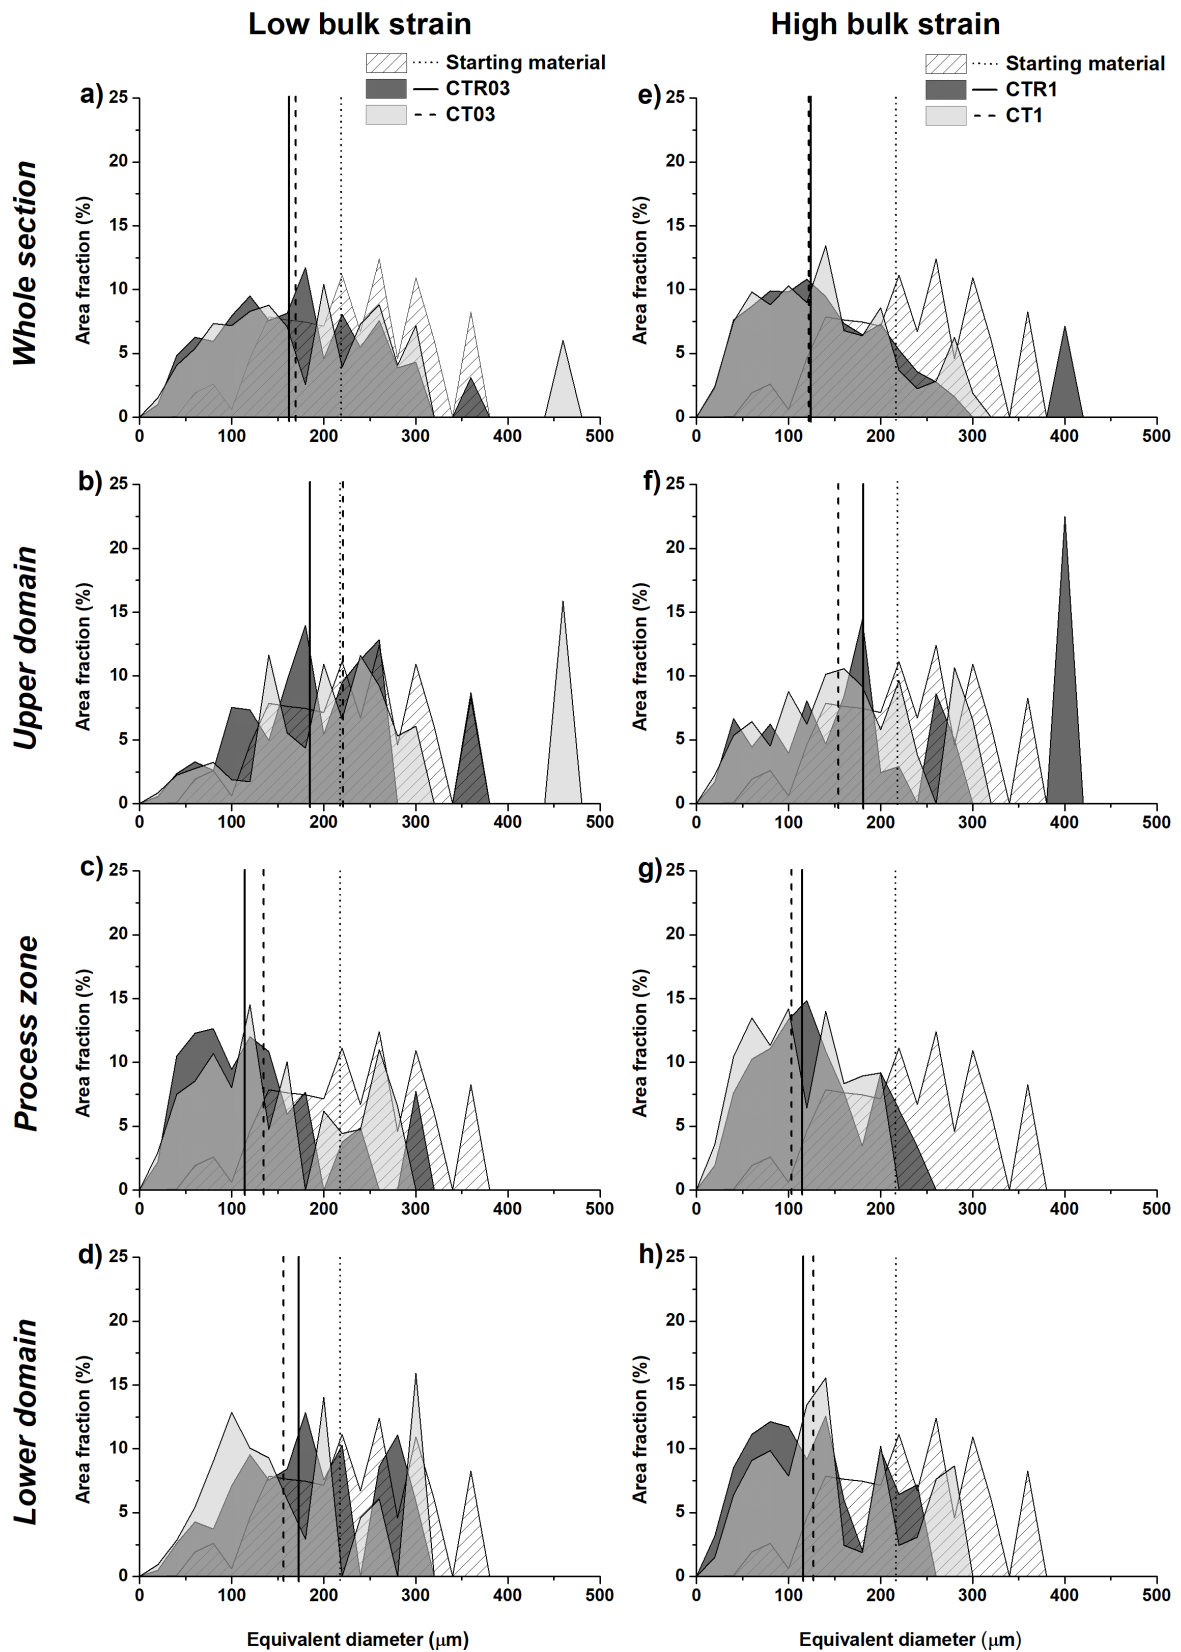 Low bulk strain
High bulk strain
Starting material
CTR03
CT03
Starting material
CTR1
CT1
Whole section
a)
25
20
15
10
5
0
Area fraction (%)
0 100 200 300 400 500
e)
25
20
15
10
5
0
Area fraction (%)
0 100 200 300 400 500
Upper domain
b)
25
20
15
10
5
0
Area fraction (%)
0 100 200 300 400 500
f)
25
20
15
10
5
0
Area fraction (%)
0 100 200 300 400 500
Process zone
c)
25
20
15
10
5
0
Area fraction (%)
0 100 200 300 400 500
g)
25
20
15
10
5
0
Area fraction (%)
0 100 200 300 400 500
Lower domain
d)
25
20
15
10
5
0
Area fraction (%)
0 100 200 300 400 500
Equivalent diameter (μm)
h)
25
20
15
10
5
0
Area fraction (%)
0 100 200 300 400 500
Equivalent diameter (μm)